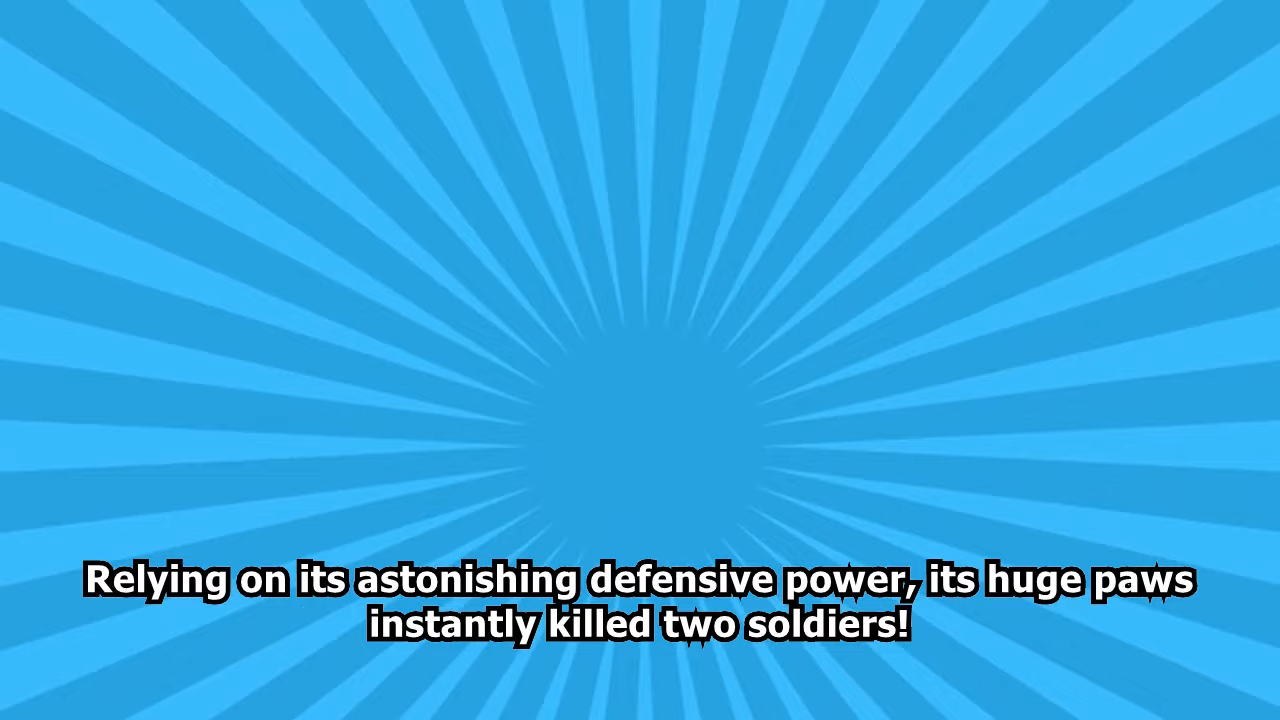 Relying on its astonishing defensive power, its huge paws
instantly killed two soldiers!